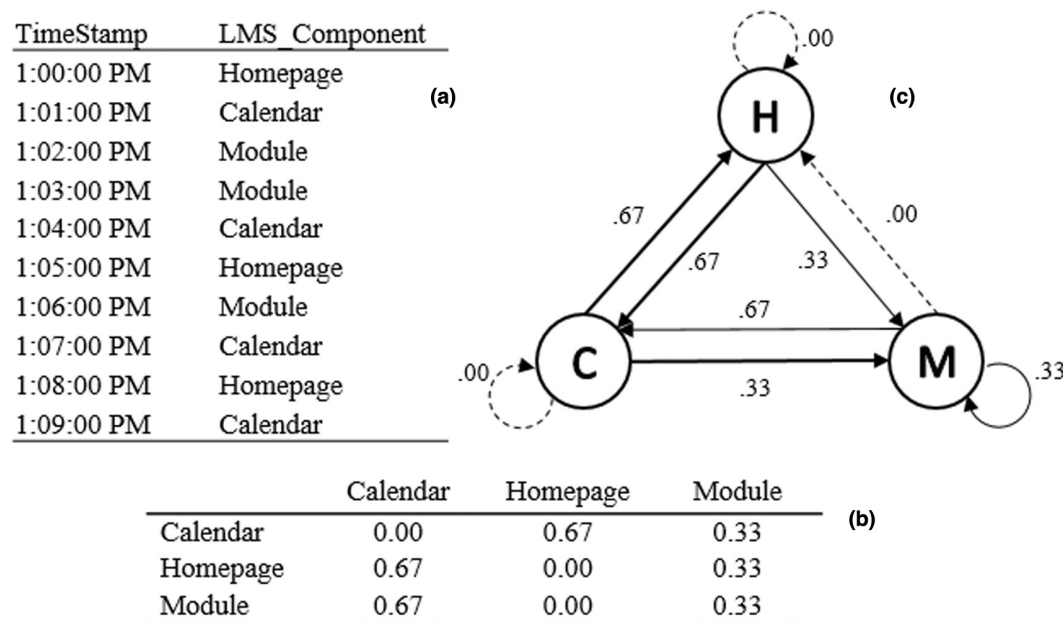 TimeStamp LMS_Component
1:00:00 PM Homepage
1:01:00 PM Calendar
1:02:00 PM Module
1:03:00 PM Module
1:04:00 PM Calendar
1:05:00 PM Homepage
1:06:00 PM Module
1:07:00 PM Calendar
1:08:00 PM Homepage
1:09:00 PM Calendar
(a)
(c)
.00
H
.67
.67
.33
.00
.67
.33
.00
C
M
.33
Calendar Homepage Module
(b)
Calendar 0.00 0.67 0.33
Homepage 0.67 0.00 0.33
Module 0.67 0.00 0.33